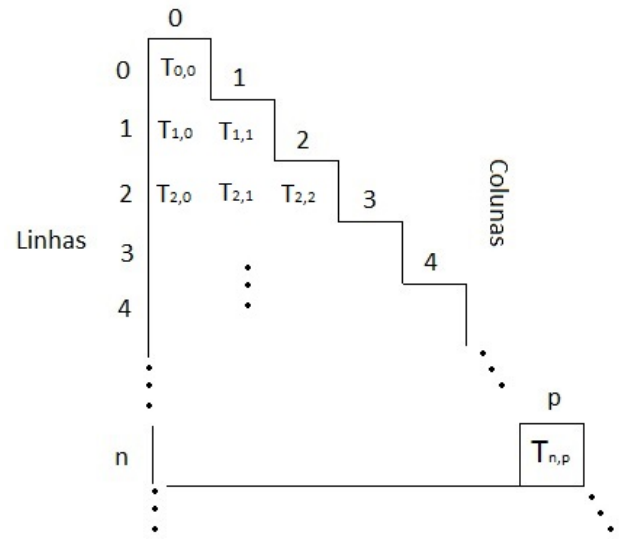 0
0 T0,0 1
1 T1,0 T1,1 2
2 T2,0 T2,1 T2,2 3
Colunas
Linhas
3
4
4
p
n Tn,p